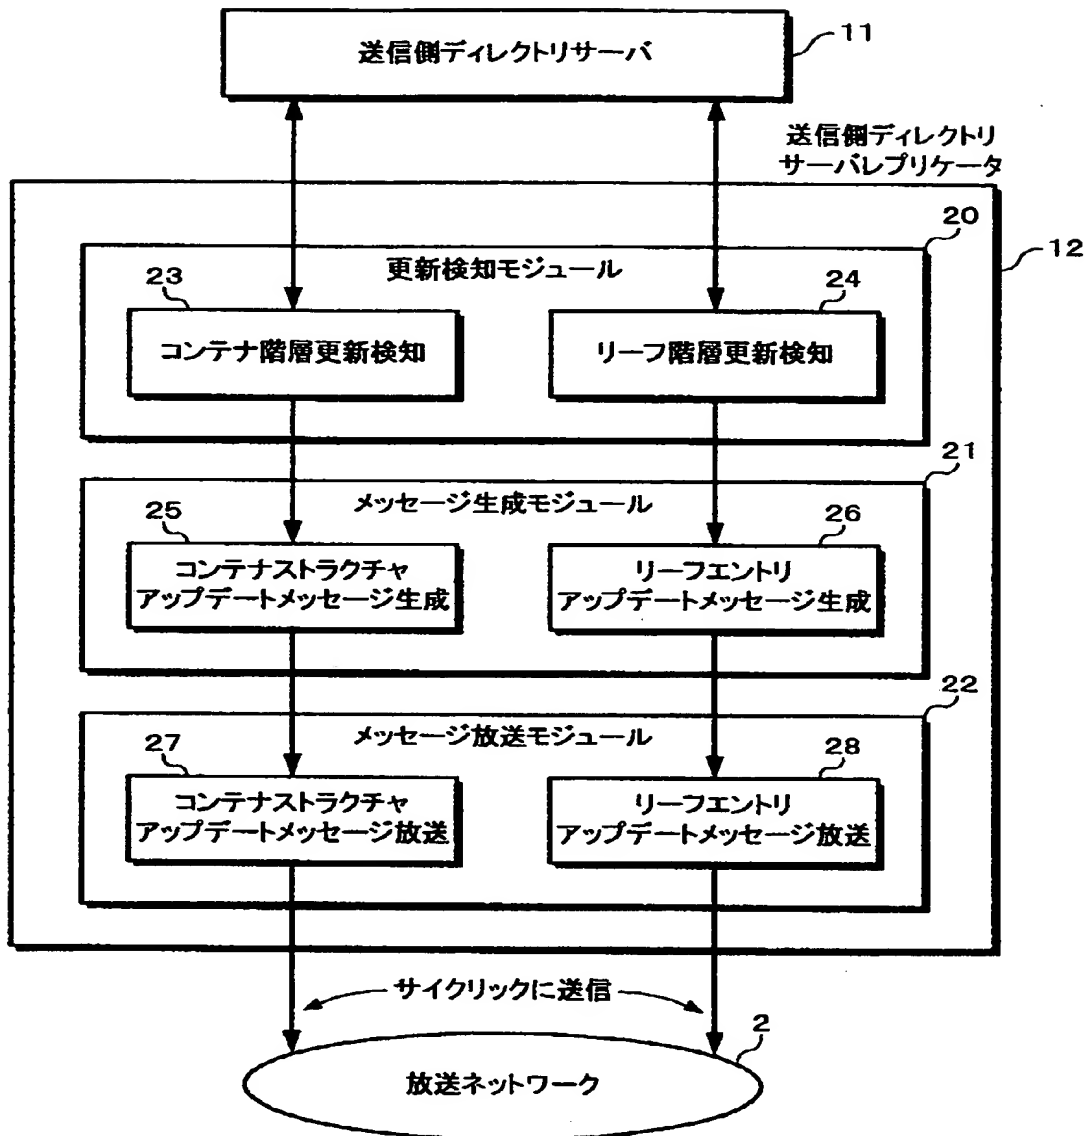 送信側ディレクトリサーバ
11
送信側ディレクトリ
サーバレプリケータ
12
20
更新検知モジュール
23
コンテナ階層更新検知
24
リーフ階層更新検知
21
メッセージ生成モジュール
25
コンテナストラクチャ
アップデートメッセージ生成
26
リーフエントリ
アップデートメッセージ生成
22
メッセージ放送モジュール
27
コンテナストラクチャ
アップデートメッセージ放送
28
リーフエントリ
アップデートメッセージ放送
サイクリックに送信
2
放送ネットワーク